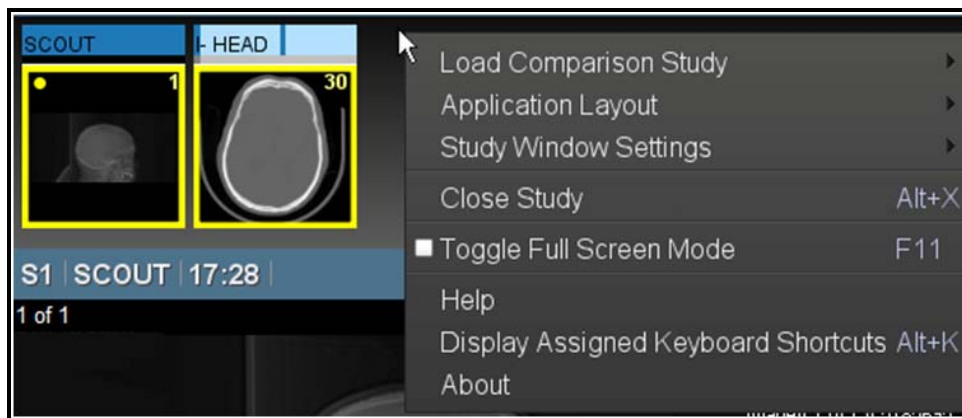 SCOUT
I- HEAD
1
30
Load Comparison Study
Application Layout
Study Window Settings
Close Study Alt+X
Toggle Full Screen Mode F11
S1 SCOUT 17:28
Help
1 of 1
Display Assigned Keyboard Shortcuts Alt+K
About